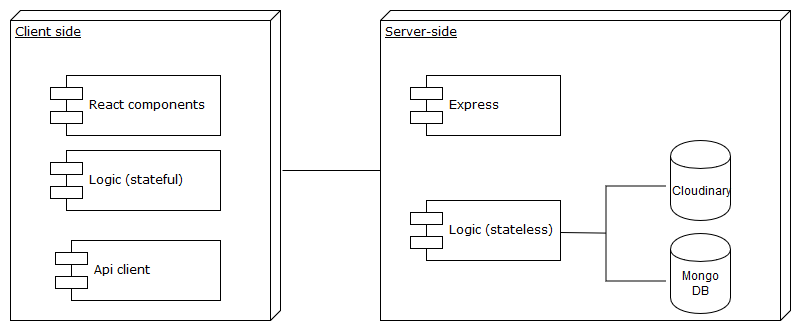 Client side
React components
Logic (stateful)
Api client
Server-side
Express
Logic (stateless)
Cloudinary
Mongo
DB